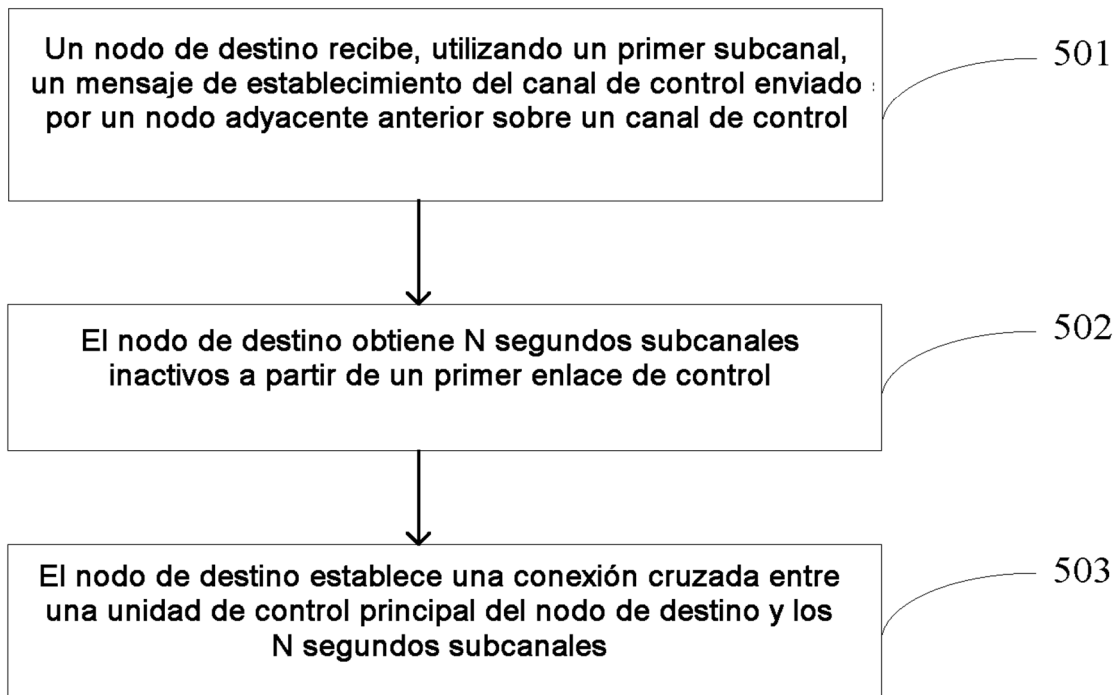 Un nodo de destino recibe, utilizando un primer subcanal,
un mensaje de establecimiento del canal de control enviado
por un nodo adyacente anterior sobre un canal de control
501
El nodo de destino obtiene N segundos subcanales
inactivos a partir de un primer enlace de control
502
El nodo de destino establece una conexión cruzada entre
una unidad de control principal del nodo de destino y los
N segundos subcanales
503